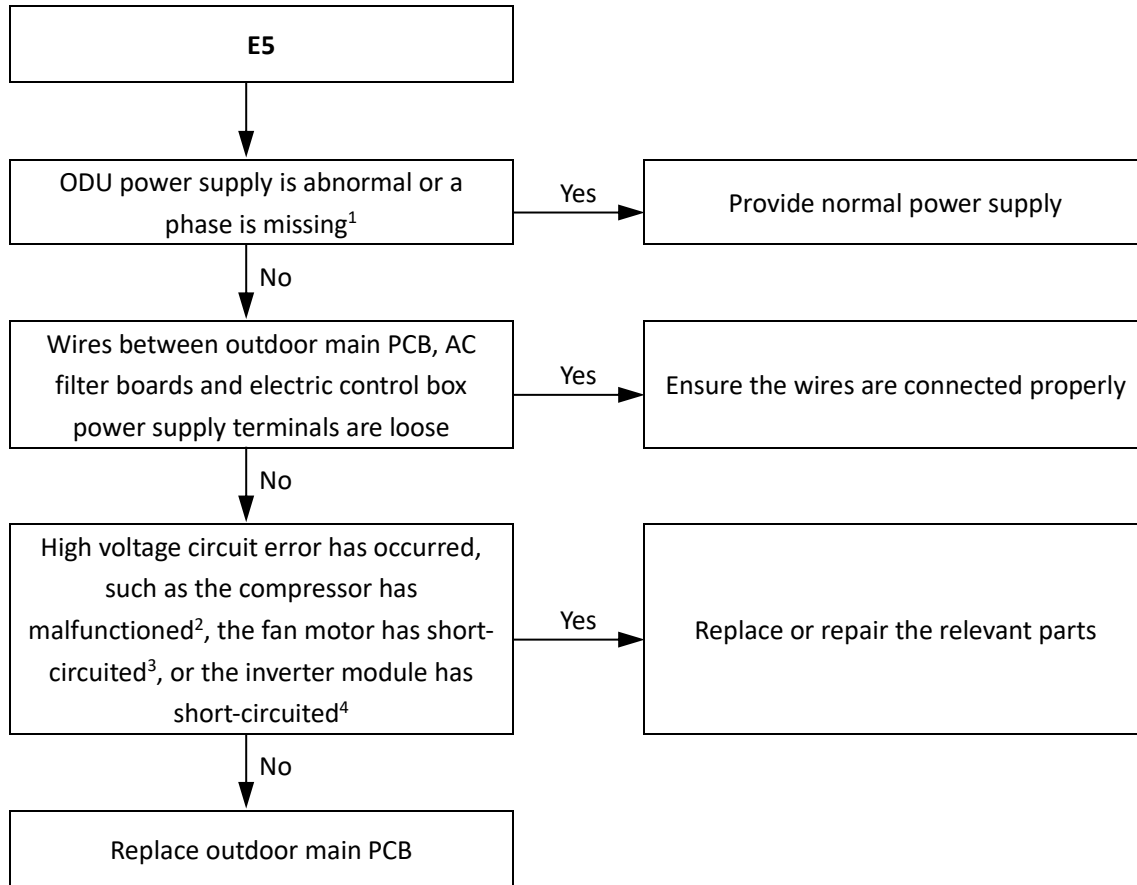 E5
ODU power supply is abnormal or a
phase is missing¹
Yes
Provide normal power supply
No
Wires between outdoor main PCB, AC
filter boards and electric control box
power supply terminals are loose
Yes
Ensure the wires are connected properly
No
High voltage circuit error has occurred,
such as the compressor has
malfunctioned², the fan motor has short-
circuited³, or the inverter module has
short-circuited⁴
Yes
Replace or repair the relevant parts
No
Replace outdoor main PCB